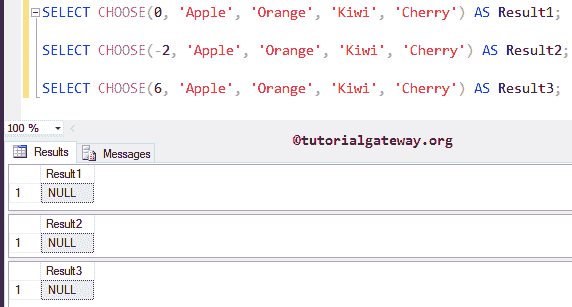 SELECT CHOOSE(0, 'Apple', 'Orange', 'Kiwi', 'Cherry') AS Result1;
SELECT CHOOSE(-2, 'Apple', 'Orange', 'Kiwi', 'Cherry') AS Result2;
SELECT CHOOSE(6, 'Apple', 'Orange', 'Kiwi', 'Cherry') AS Result3;
100 %
©tutorialgateway.org
Results Messages
Result1
1 NULL
Result2
1 NULL
Result3
1 NULL